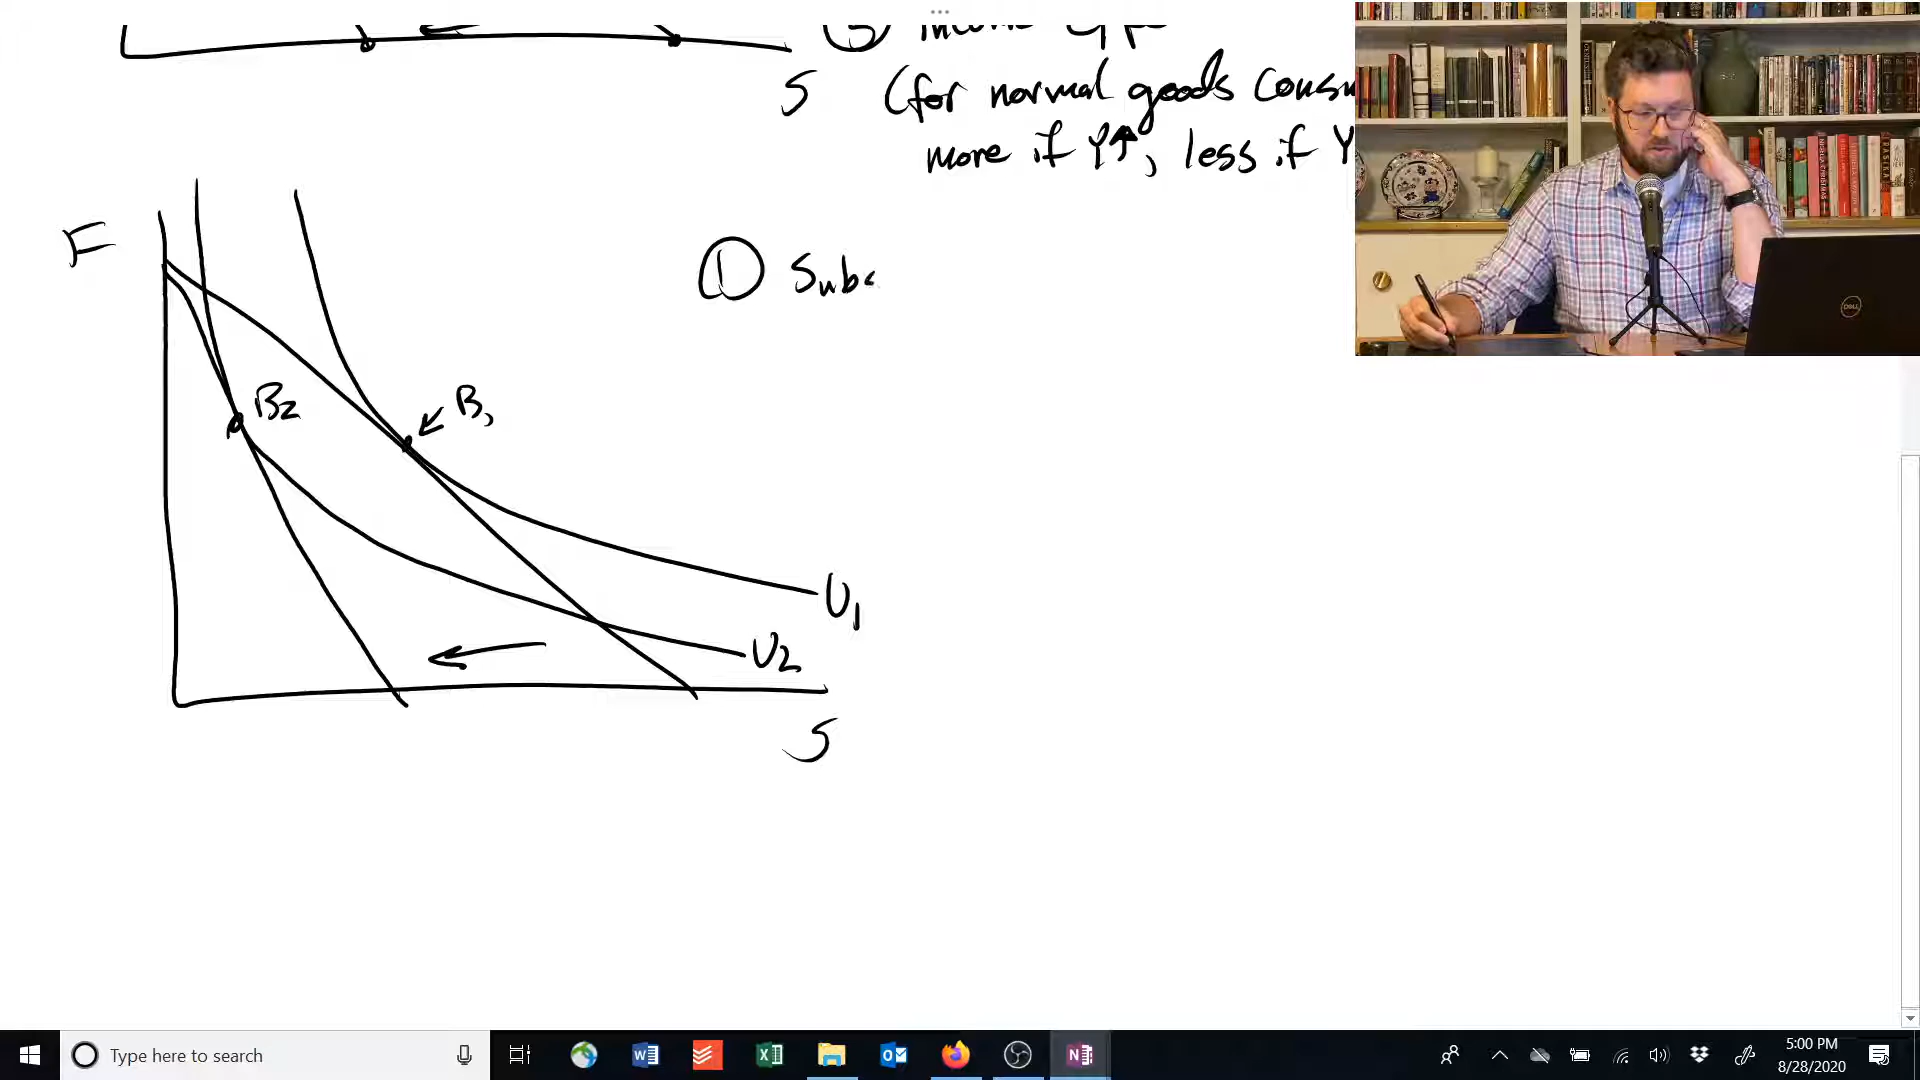 S
(for normal goods
more if Y↑, less if Y
F
① Subs
B2
B1
U1
U2
S
Type here to search
5:00 PM
8/28/2020
DELL